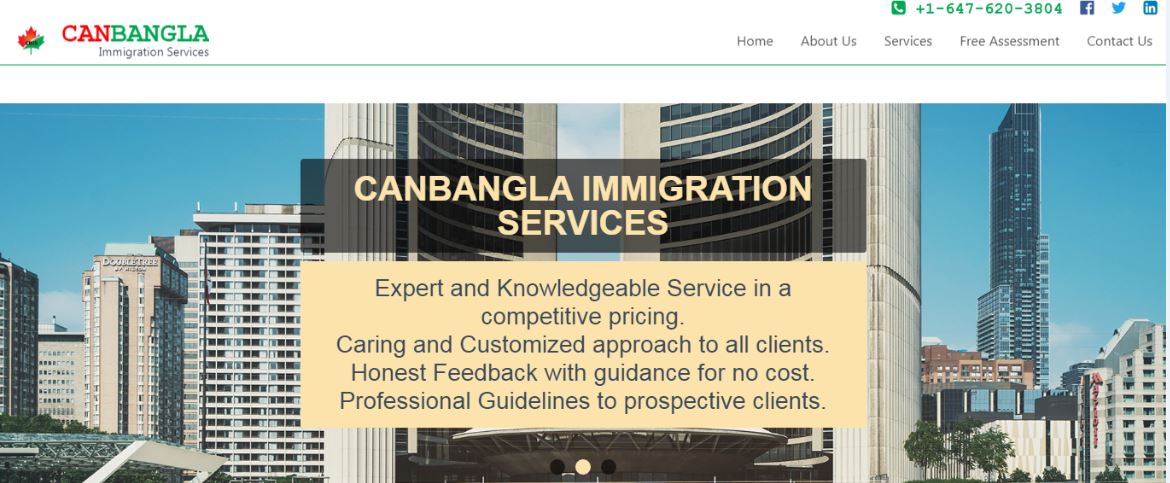 +1-647-620-3804
CANBANGLA
Immigration Services
Home About Us Services Free Assessment Contact Us
CANBANGLA IMMIGRATION
SERVICES
DOUBLETREE
BY HILTON
Expert and Knowledgeable Service in a
competitive pricing.
Caring and Customized approach to all clients.
Honest Feedback with guidance for no cost.
Professional Guidelines to prospective clients.